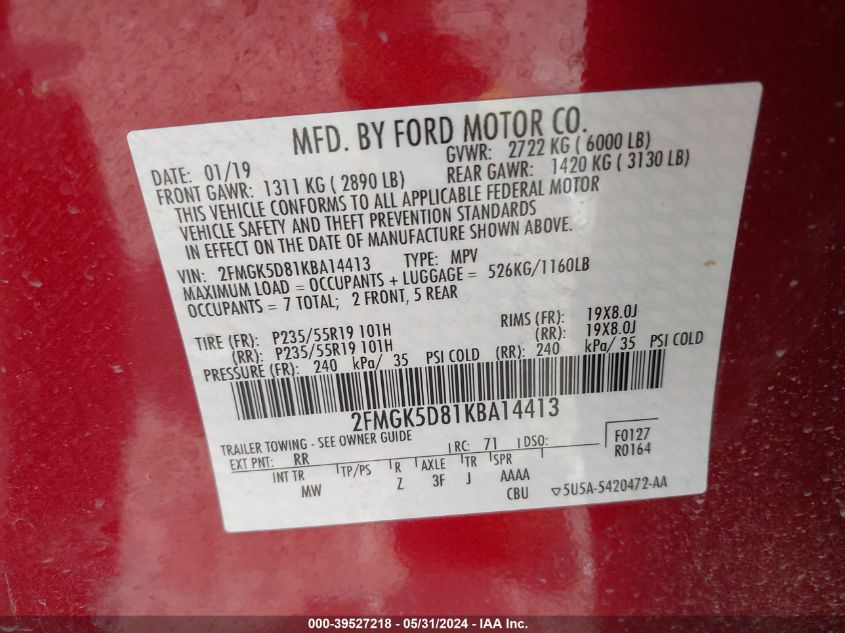 MFD. BY FORD MOTOR CO.
DATE: 01/19 GVWR: 2722 KG ( 6000 LB)
FRONT GAWR: 1311 KG ( 2890 LB) REAR GAWR: 1420 KG ( 3130 LB)
THIS VEHICLE CONFORMS TO ALL APPLICABLE FEDERAL MOTOR
VEHICLE SAFETY AND THEFT PREVENTION STANDARDS
IN EFFECT ON THE DATE OF MANUFACTURE SHOWN ABOVE.
VIN: 2FMGK5D81KBA14413 TYPE: MPV
MAXIMUM LOAD = OCCUPANTS + LUGGAGE = 526KG/1160LB
OCCUPANTS = 7 TOTAL; 2 FRONT, 5 REAR
TIRE (FR): P235/55R19 101H RIMS (FR): 19X8.0J
(RR): P235/55R19 101H (RR): 19X8.0J
PRESSURE (FR): 240 kPa/ 35 PSI COLD (RR): 240 kPa/ 35 PSI COLD
2FMGK5D81KBA14413
TRAILER TOWING - SEE OWNER GUIDE
EXT PNT: RR RC: 71 DSO: F0127
R0164
INT TR TP/PS R AXLE TR SPR
MW Z 3F J AAAA
CBU ▽5U5A-5420472-AA
000-39527218 - 05/31/2024 - IAA Inc.